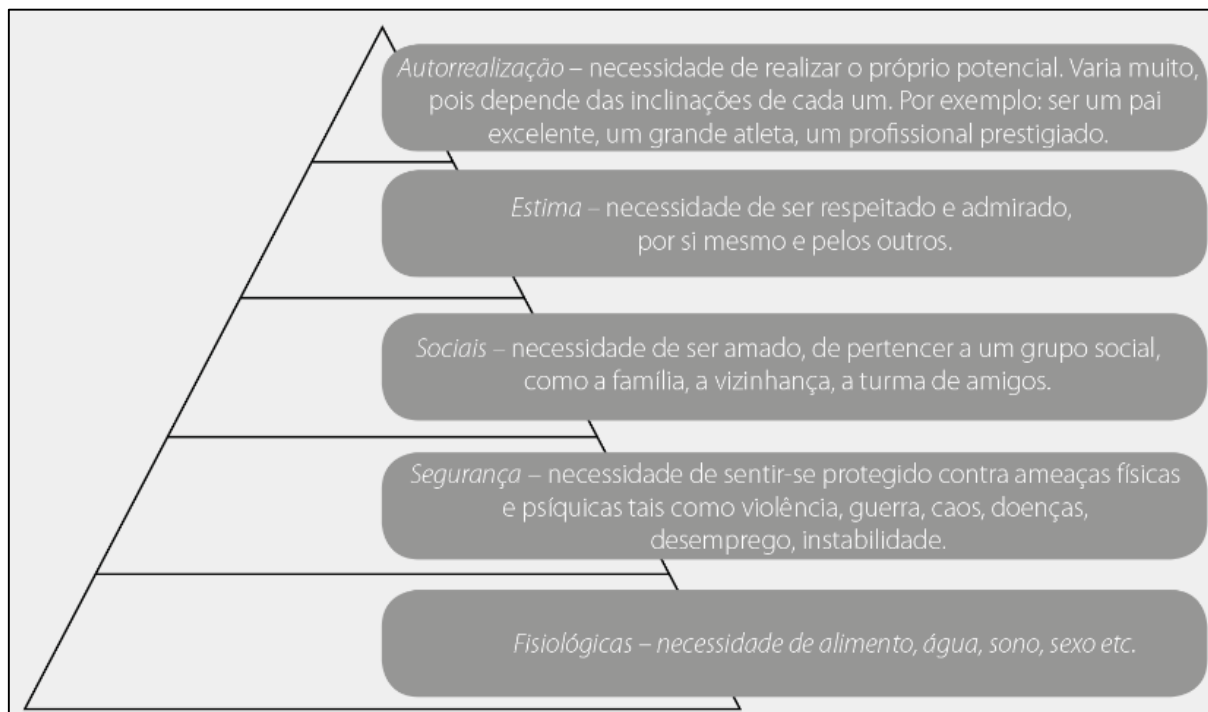 Autorrealização – necessidade de realizar o próprio potencial. Varia muito,
pois depende das inclinações de cada um. Por exemplo: ser um pai
excelente, um grande atleta, um profissional prestigiado.
Estima – necessidade de ser respeitado e admirado,
por si mesmo e pelos outros.
Sociais – necessidade de ser amado, de pertencer a um grupo social,
como a família, a vizinhança, a turma de amigos.
Segurança – necessidade de sentir-se protegido contra ameaças físicas
e psíquicas tais como violência, guerra, caos, doenças,
desemprego, instabilidade.
Fisiológicas – necessidade de alimento, água, sono, sexo etc.